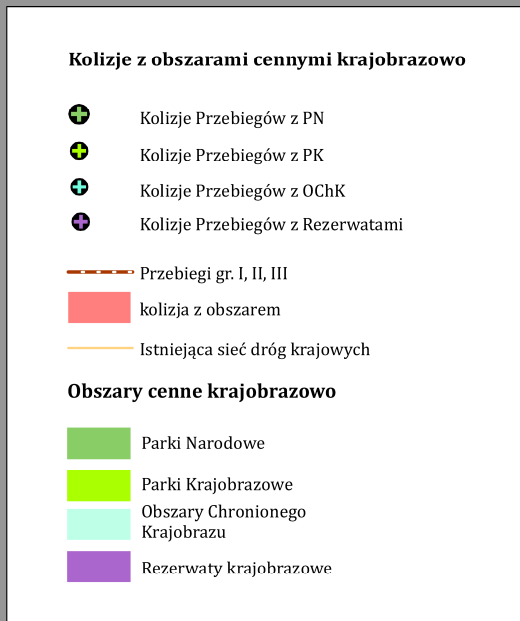 Kolizje z obszarami cennymi krajobrazowo
Kolizje Przebiegów z PN
Kolizje Przebiegów z PK
Kolizje Przebiegów z OChK
Kolizje Przebiegów z Rezerwatami
Przebiegi gr. I, II, III
kolizja z obszarem
Istniejąca sieć dróg krajowych
Obszary cenne krajobrazowo
Parki Narodowe
Parki Krajobrazowe
Obszary Chronionego
Krajobrazu
Rezerwaty krajobrazowe